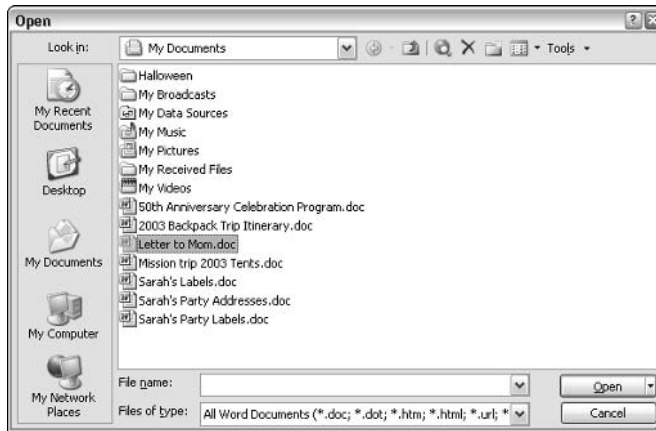 Open
Look in:
My Documents
Tools
My Recent
Documents
Desktop
My Documents
My Computer
My Network
Places
Halloween
My Broadcasts
My Data Sources
My Music
My Pictures
My Received Files
My Videos
50th Anniversary Celebration Program.doc
2003 Backpack Trip Itinerary.doc
Letter to Mom.doc
Mission trip 2003 Tents.doc
Sarah's Labels.doc
Sarah's Party Addresses.doc
Sarah's Party Labels.doc
File name:
Open
Files of type:
All Word Documents (*.doc; *.dot; *.htm; *.html; *.url; *
Cancel